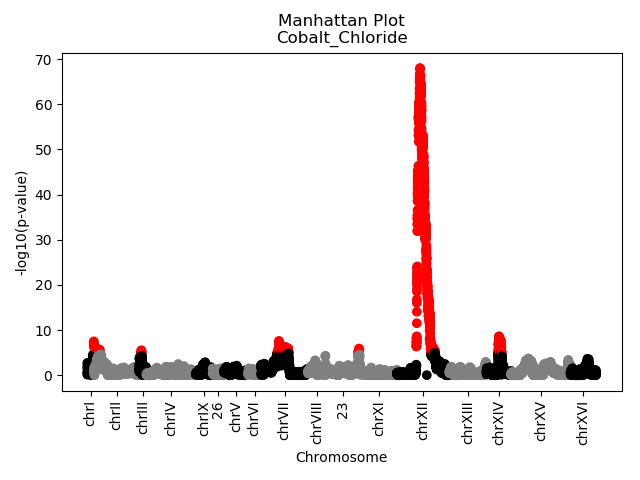 Manhattan Plot
Cobalt_Chloride
70
60
50
40
30
20
10
0
-log10(p-value)
chrI
chrII
chrIII
chrIV
chrIX
26
chrV
chrVI
chrVII
chrVIII
23
chrXI
chrXII
chrXIII
chrXIV
chrXV
chrXVI
Chromosome